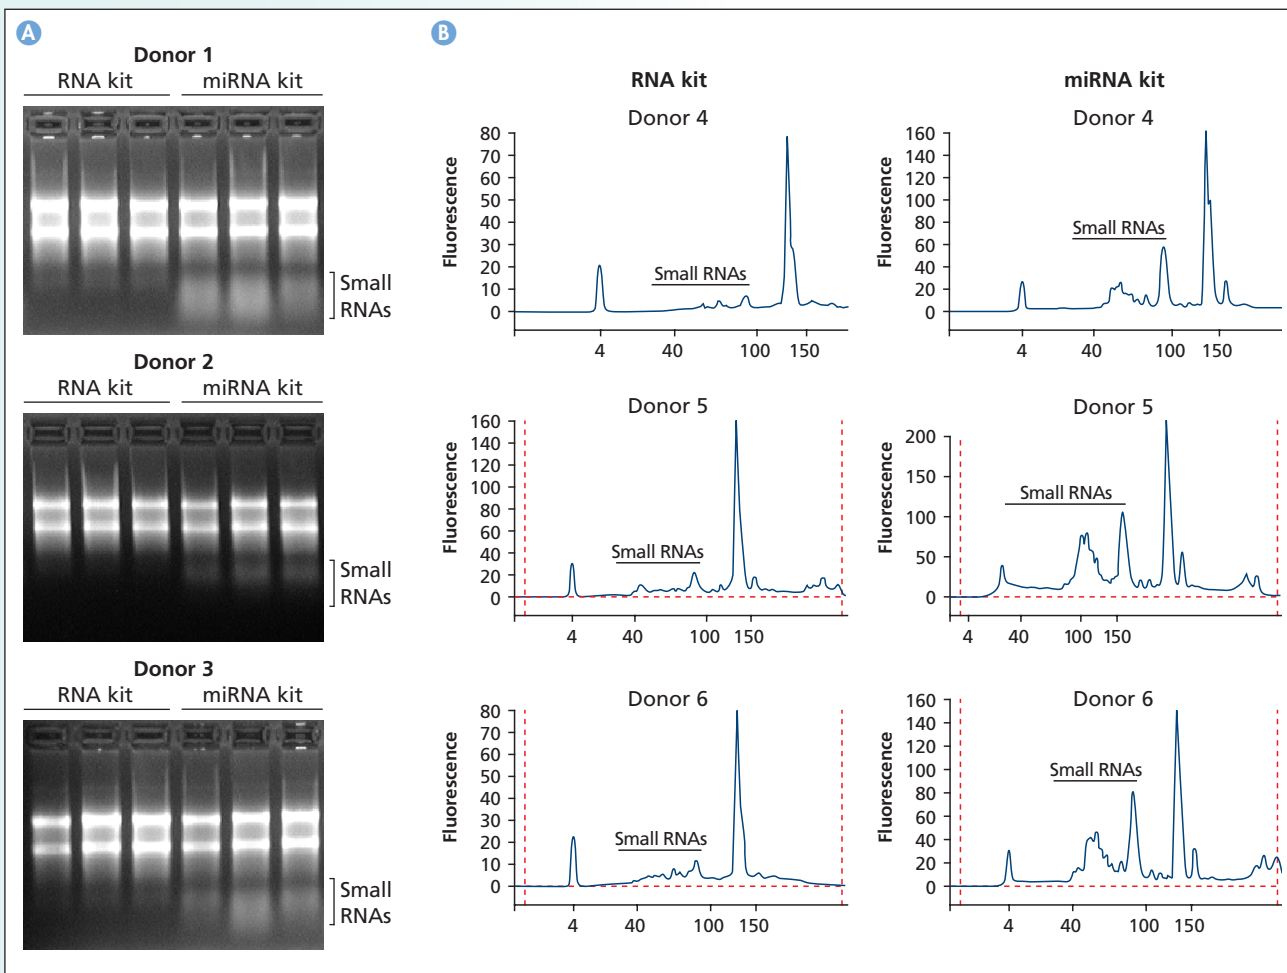 A
Donor 1
RNA kit miRNA kit
Small
RNAs
Donor 2
RNA kit miRNA kit
Small
RNAs
Donor 3
RNA kit miRNA kit
Small
RNAs
B
RNA kit
Donor 4
Fluorescence
80
70
60
50
40
30
20
10
0
Small RNAs
4 40 100 150
miRNA kit
Donor 4
Fluorescence
160
140
120
100
80
60
40
20
0
Small RNAs
4 40 100 150
Donor 5
Fluorescence
160
140
120
100
80
60
40
20
0
Small RNAs
4 40 100 150
Donor 5
Fluorescence
200
150
100
50
0
Small RNAs
4 40 100 150
Donor 6
Fluorescence
80
70
60
50
40
30
20
10
0
Small RNAs
4 40 100 150
Donor 6
Fluorescence
160
140
120
100
80
60
40
20
0
Small RNAs
4 40 100 150